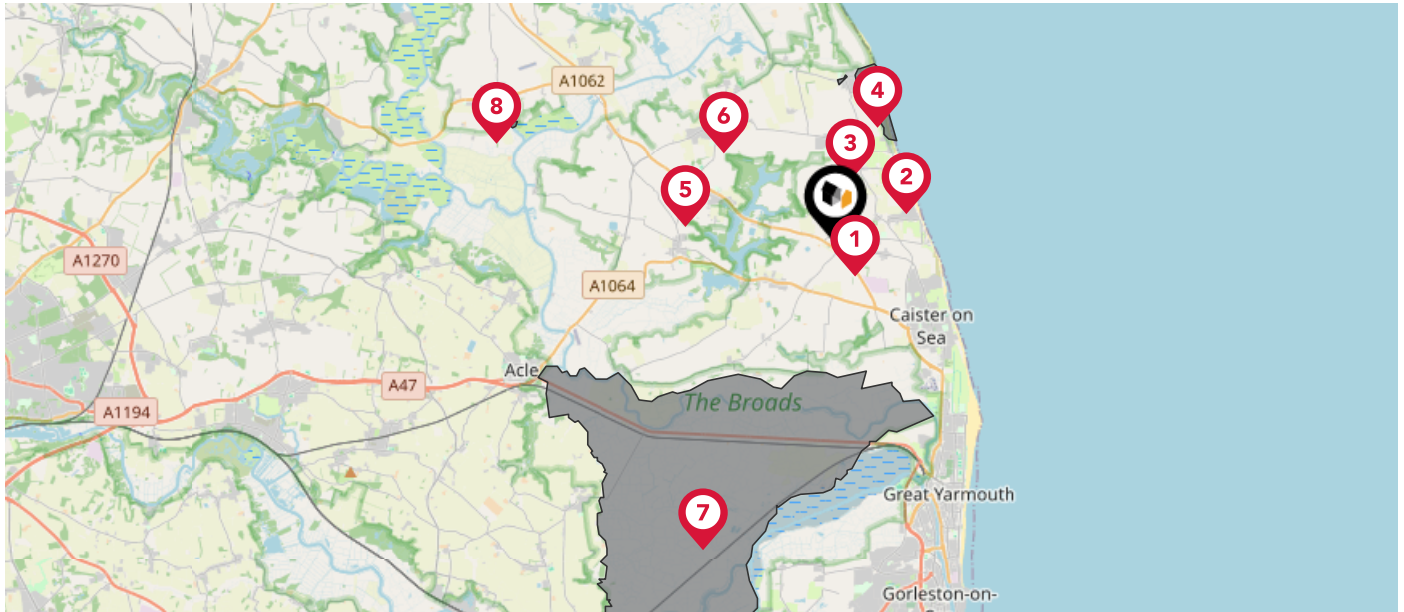 A1062
4
8
6
3
2
5
1
A1270
A1064
Caister on
Sea
Acle
A47
The Broads
A1194
Great Yarmouth
7
Gorleston-on-